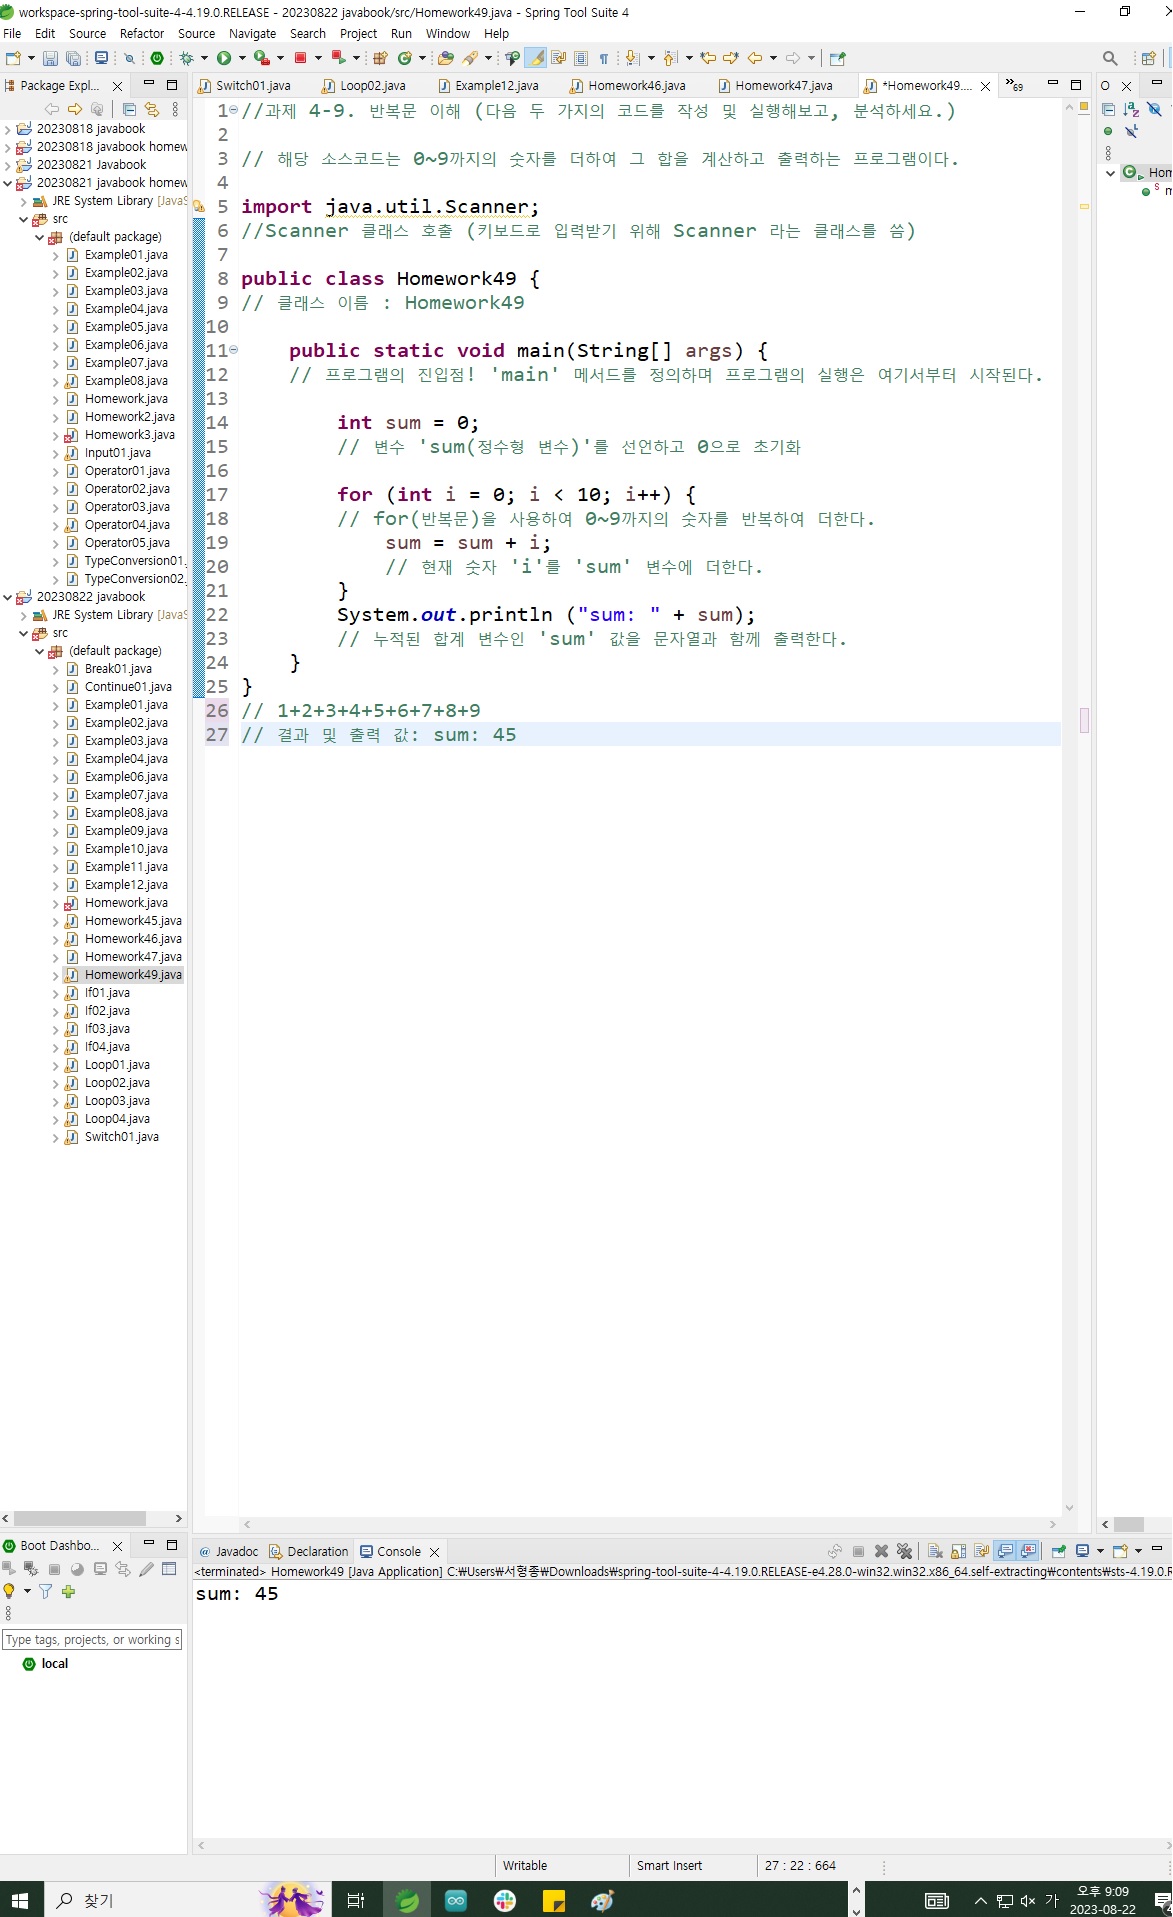 workspace-spring-tool-suite-4-4.19.0.RELEASE - 20230822 javabook/src/Homework49.java - Spring Tool Suite 4
File Edit Source Refactor Source Navigate Search Project Run Window Help
Package Expl...
Switch01.java Loop02.java Example12.java Homework46.java Homework47.java *Homework49.... 69
20230818 javabook
20230818 javabook homew
20230821 Javabook
20230821 javabook homew
JRE System Library [JavaS
src
(default package)
Example01.java
Example02.java
Example03.java
Example04.java
Example05.java
Example06.java
Example07.java
Example08.java
Homework.java
Homework2.java
Homework3.java
Input01.java
Operator01.java
Operator02.java
Operator03.java
Operator04.java
Operator05.java
TypeConversion01.
TypeConversion02.
20230822 javabook
JRE System Library [JavaS
src
(default package)
Break01.java
Continue01.java
Example01.java
Example02.java
Example03.java
Example04.java
Example06.java
Example07.java
Example08.java
Example09.java
Example10.java
Example11.java
Example12.java
Homework.java
Homework45.java
Homework46.java
Homework47.java
Homework49.java
If01.java
If02.java
If03.java
If04.java
Loop01.java
Loop02.java
Loop03.java
Loop04.java
Switch01.java
1 //과제 4-9. 반복문 이해 (다음 두 가지의 코드를 작성 및 실행해보고, 분석하세요.)
2
3 // 해당 소스코드는 0~9까지의 숫자를 더하여 그 합을 계산하고 출력하는 프로그램이다.
4
5 import java.util.Scanner;
6 //Scanner 클래스 호출 (키보드로 입력받기 위해 Scanner 라는 클래스를 씀)
7
8 public class Homework49 {
9 // 클래스 이름 : Homework49
10
11 public static void main(String[] args) {
12 // 프로그램의 진입점! 'main' 메서드를 정의하며 프로그램의 실행은 여기서부터 시작된다.
13
14 int sum = 0;
15 // 변수 'sum(정수형 변수)'를 선언하고 0으로 초기화
16
17 for (int i = 0; i < 10; i++) {
18 // for(반복문)을 사용하여 0~9까지의 숫자를 반복하여 더한다.
19 sum = sum + i;
20 // 현재 숫자 'i'를 'sum' 변수에 더한다.
21 }
22 System.out.println ("sum: " + sum);
23 // 누적된 합계 변수인 'sum' 값을 문자열과 함께 출력한다.
24 }
25 }
26 // 1+2+3+4+5+6+7+8+9
27 // 결과 및 출력 값: sum: 45
Hom
Boot Dashbo...
Type tags, projects, or working s
local
Javadoc Declaration Console
<terminated> Homework49 [Java Application] C:₩Users₩서형종₩Downloads₩spring-tool-suite-4-4.19.0.RELEASE-e4.28.0-win32.win32.x86_64.self-extracting₩contents₩sts-4.19.0.R
sum: 45
Writable Smart Insert 27 : 22 : 664
찾기
가
오후 9:09
2023-08-22